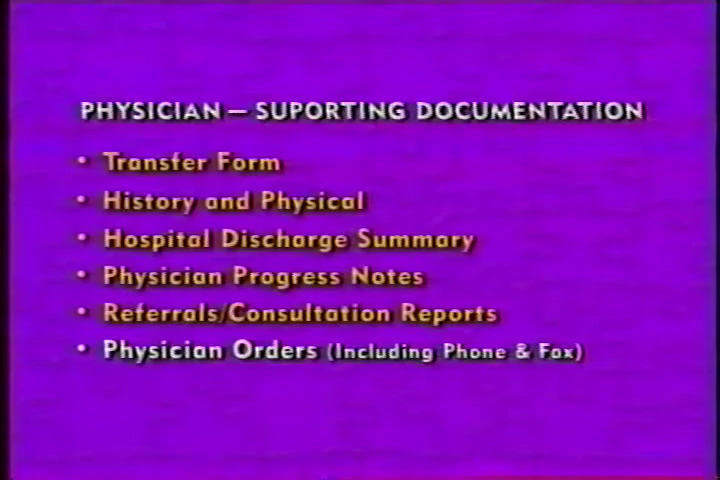 PHYSICIAN — SUPORTING DOCUMENTATION
• Transfer Form
• History and Physical
• Hospital Discharge Summary
• Physician Progress Notes
• Referrals/Consultation Reports
• Physician Orders (Including Phone & Fax)